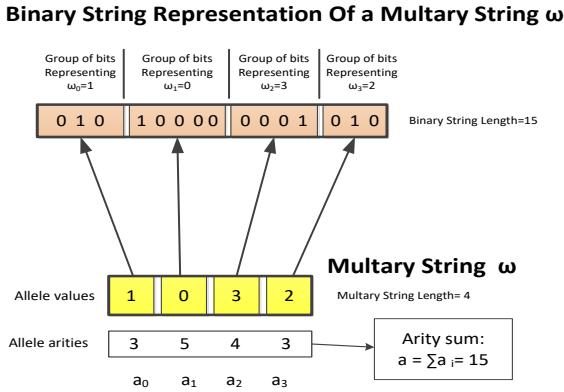 Binary String Representation Of a Multary String ω
Group of bits Representing ω₀=1
Group of bits Representing ω₁=0
Group of bits Representing ω₂=3
Group of bits Representing ω₃=2
0 1 0 1 0 0 0 0 0 0 0 1 0 1 0
Binary String Length=15
Multary String ω
Allele values 1 0 3 2 Multary String Length= 4
Allele arities 3 5 4 3
Arity sum:
a = ∑a ᵢ= 15
a₀ a₁ a₂ a₃